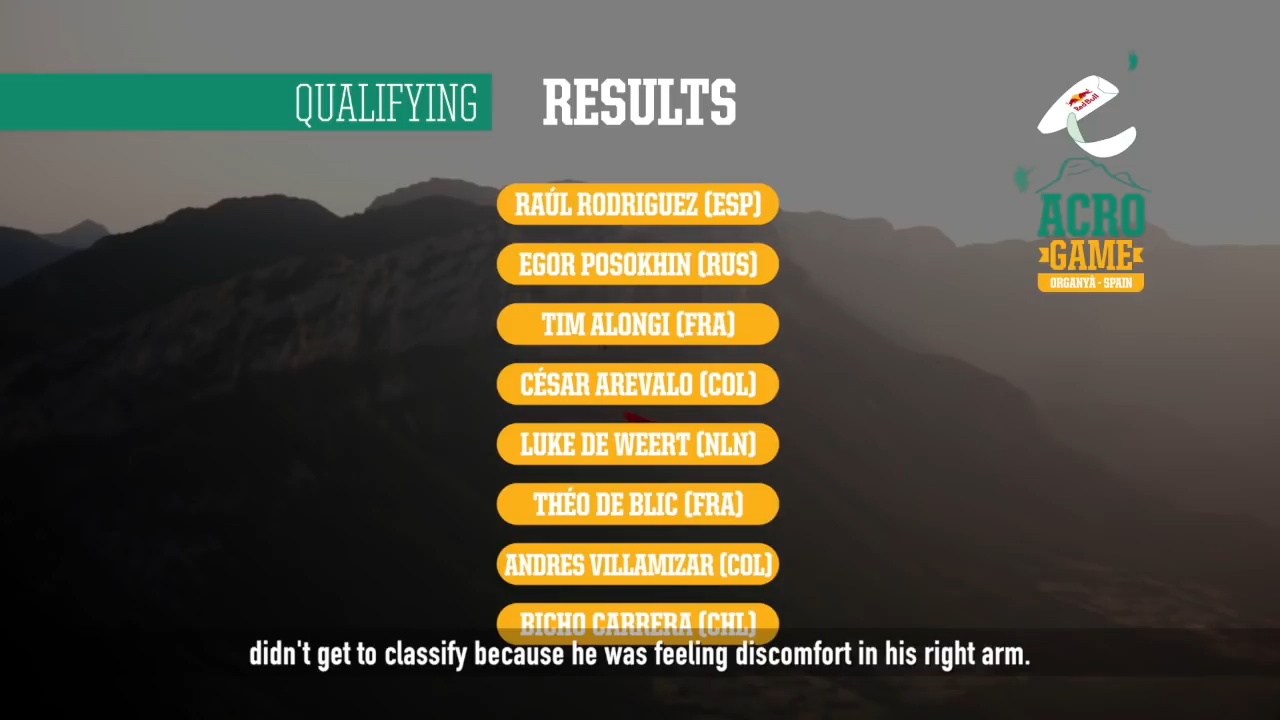 QUALIFYING RESULTS
Red Bull
ACRO
GAME
ORGANYÀ - SPAIN
RAÚL RODRIGUEZ (ESP)
EGOR POSOKHIN (RUS)
TIM ALONGI (FRA)
CÉSAR AREVALO (COL)
LUKE DE WEERT (NLN)
THÉO DE BLIC (FRA)
ANDRES VILLAMIZAR (COL)
BICHO CARRERA (CHL)
didn't get to classify because he was feeling discomfort in his right arm.